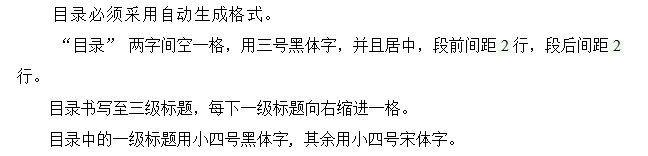 目录必须采用自动生成格式。
“目录” 两字间空一格，用三号黑体字，并且居中，段前间距 2 行，段后间距 2
行。
目录书写至三级标题，每下一级标题向右缩进一格。
目录中的一级标题用小四号黑体字, 其余用小四号宋体字。